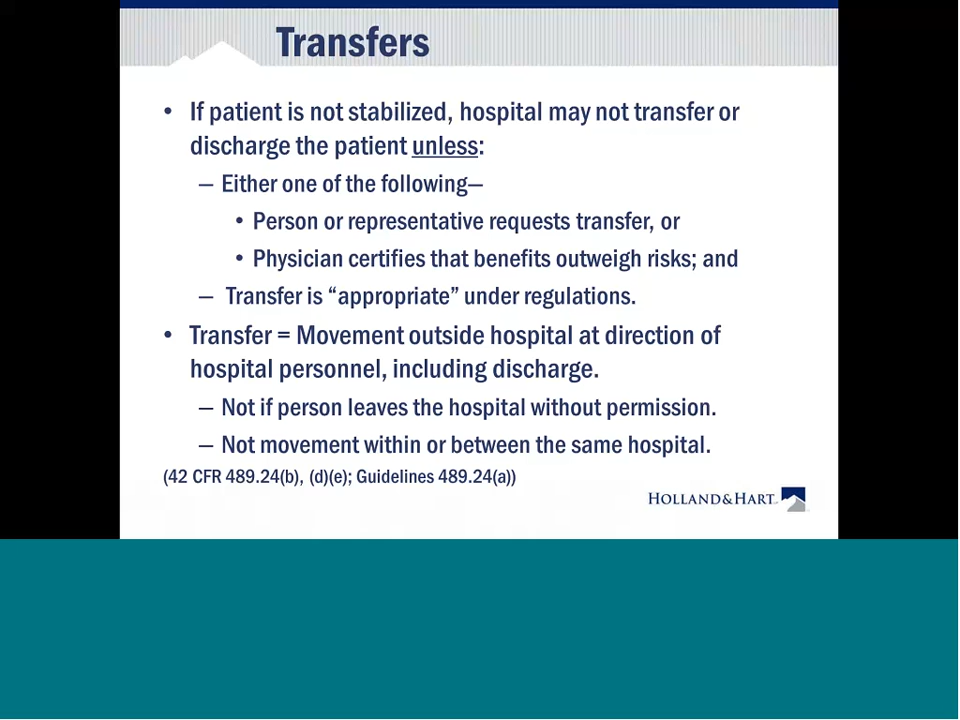 Transfers
• If patient is not stabilized, hospital may not transfer or
discharge the patient unless:
– Either one of the following—
• Person or representative requests transfer, or
• Physician certifies that benefits outweigh risks; and
– Transfer is “appropriate” under regulations.
• Transfer = Movement outside hospital at direction of
hospital personnel, including discharge.
– Not if person leaves the hospital without permission.
– Not movement within or between the same hospital.
(42 CFR 489.24(b), (d)(e); Guidelines 489.24(a))
HOLLAND&HART